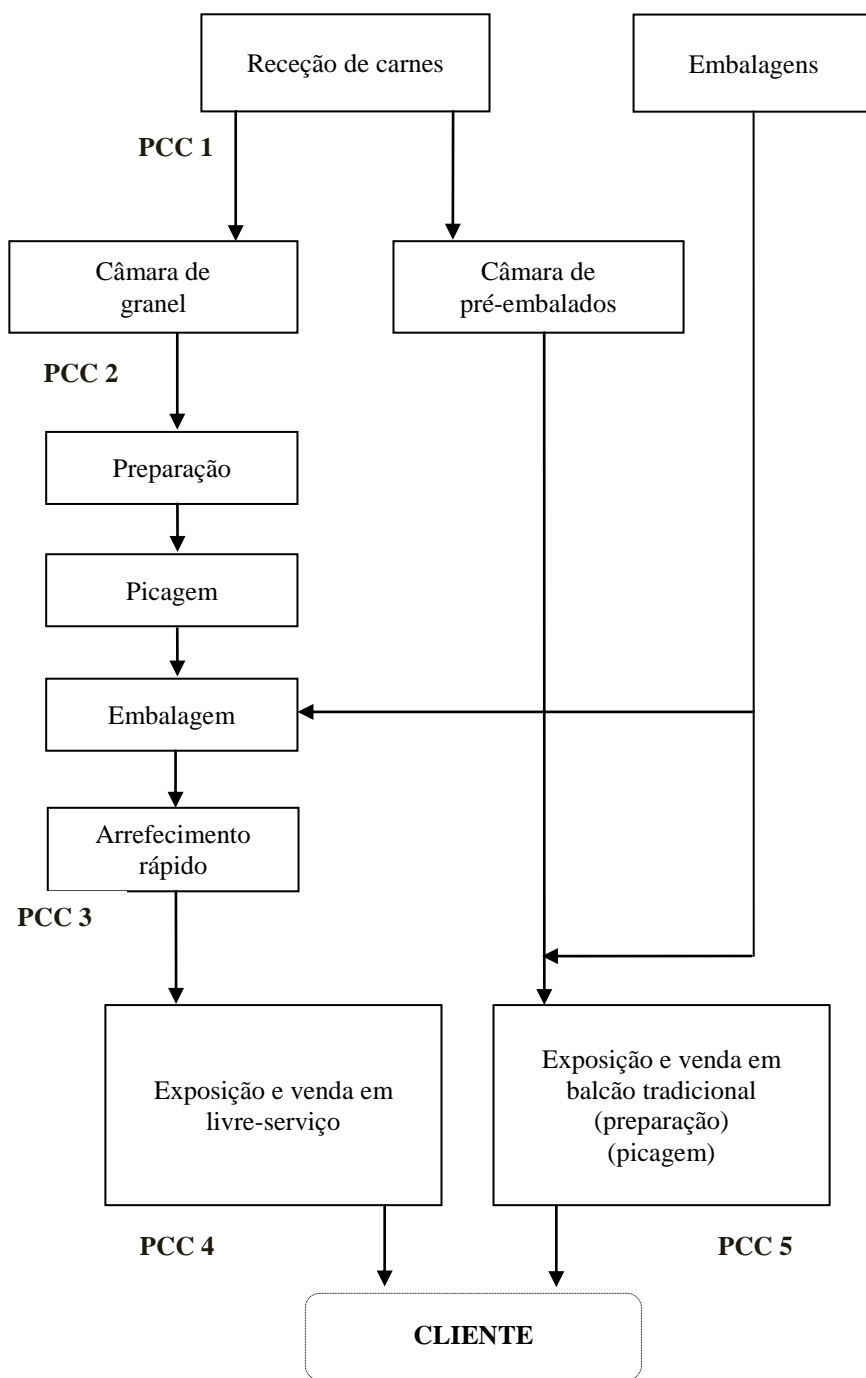 Receção de carnes
Embalagens
PCC 1
Câmara de
granel
Câmara de
pré-embalados
PCC 2
Preparação
Picagem
Embalagem
Arrefecimento
rápido
PCC 3
Exposição e venda em
livre-serviço
Exposição e venda em
balcão tradicional
(preparação)
(picagem)
PCC 4
PCC 5
CLIENTE